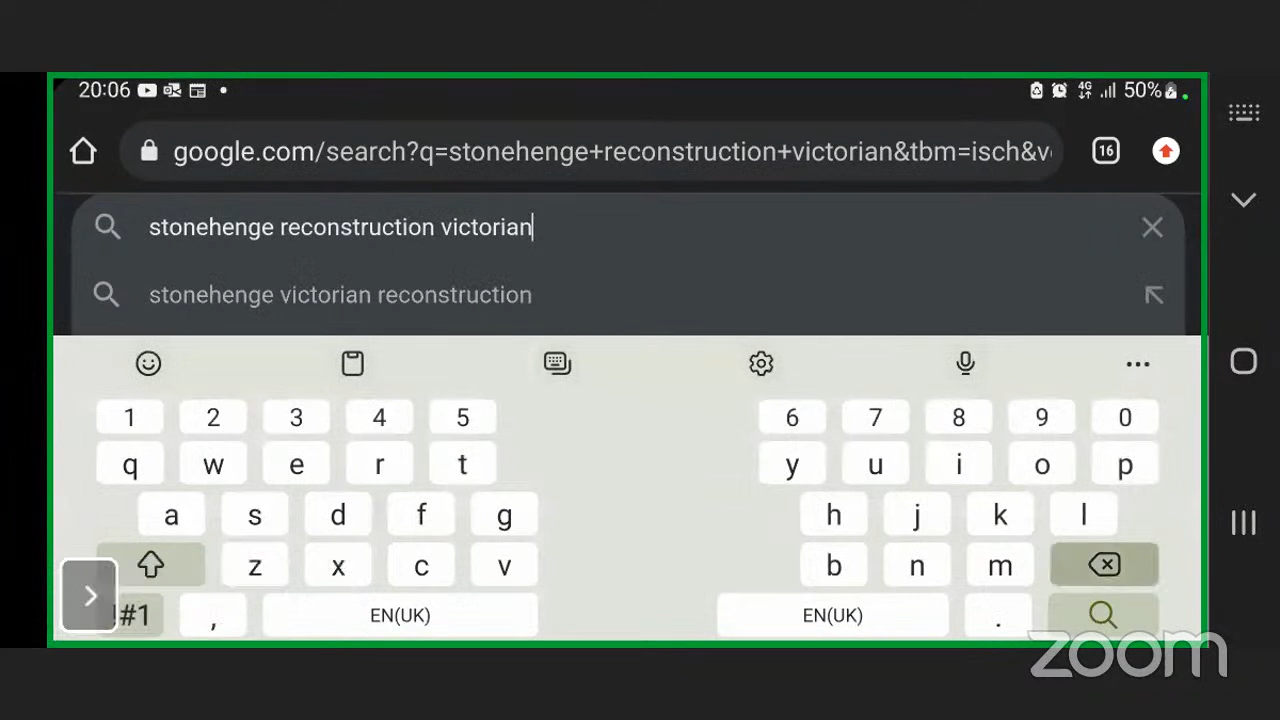 20:06 4G 50%
google.com/search?q=stonehenge+reconstruction+victorian&tbm=isch&v
16
stonehenge reconstruction victorian
stonehenge victorian reconstruction
1 2 3 4 5 6 7 8 9 0
q w e r t y u i o p
a s d f g h j k l
z x c v b n m
!#1 , EN(UK) EN(UK) .
zoom